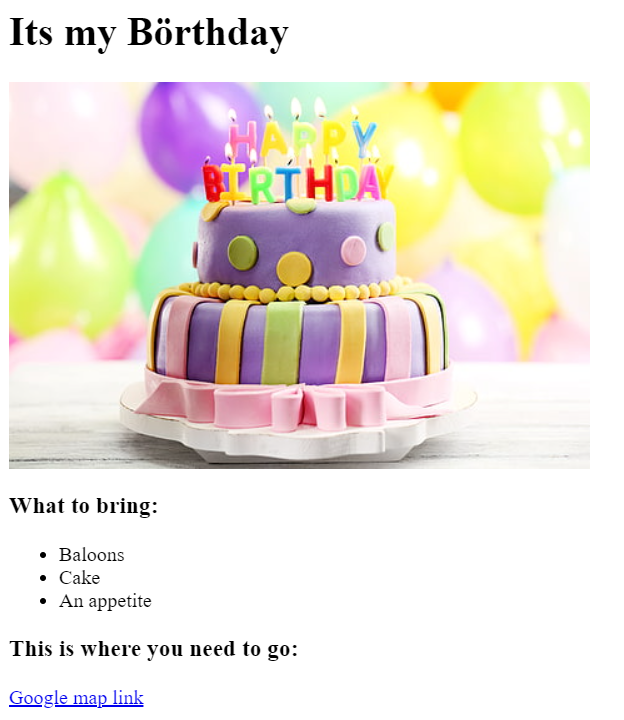 Its my Börthday
HAPPY
BIRTHDAY
What to bring:
Baloons
Cake
An appetite
This is where you need to go:
Google map link